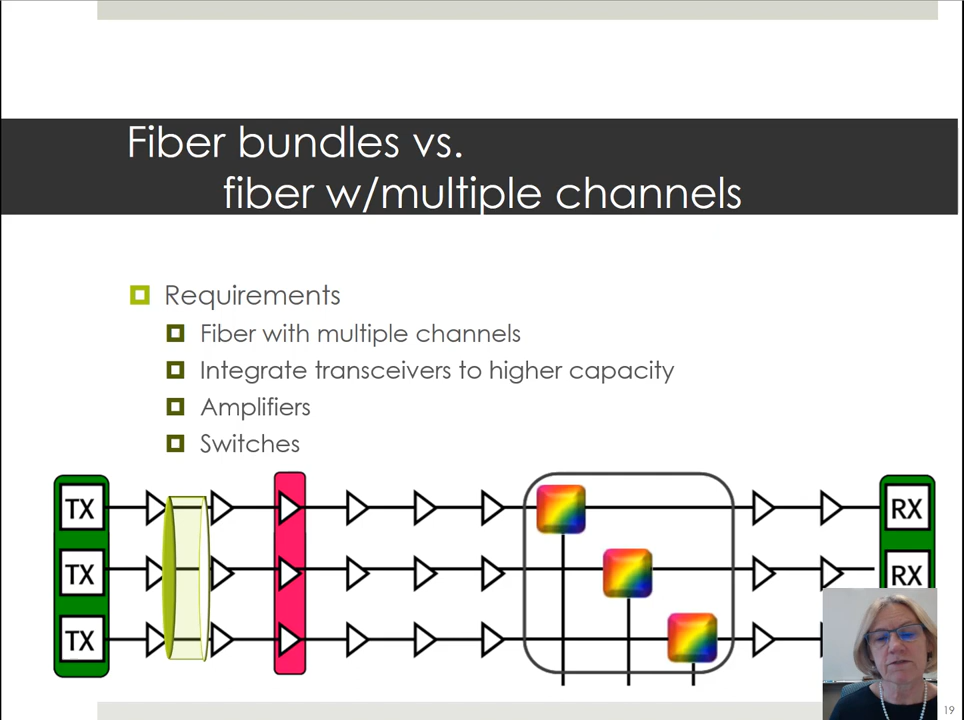 Fiber bundles vs.
fiber w/multiple channels
Requirements
Fiber with multiple channels
Integrate transceivers to higher capacity
Amplifiers
Switches
TX
RX
TX
RX
TX
19